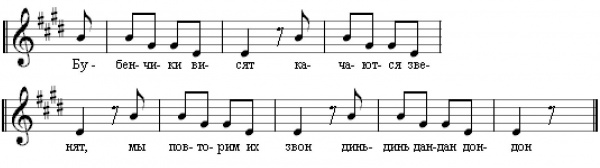 Бу - бен- чи- ки ви- сят ка- ча- ют- ся зве-
нят, мы пов- то- рим их звон динь- динь дан-дан дон- дон